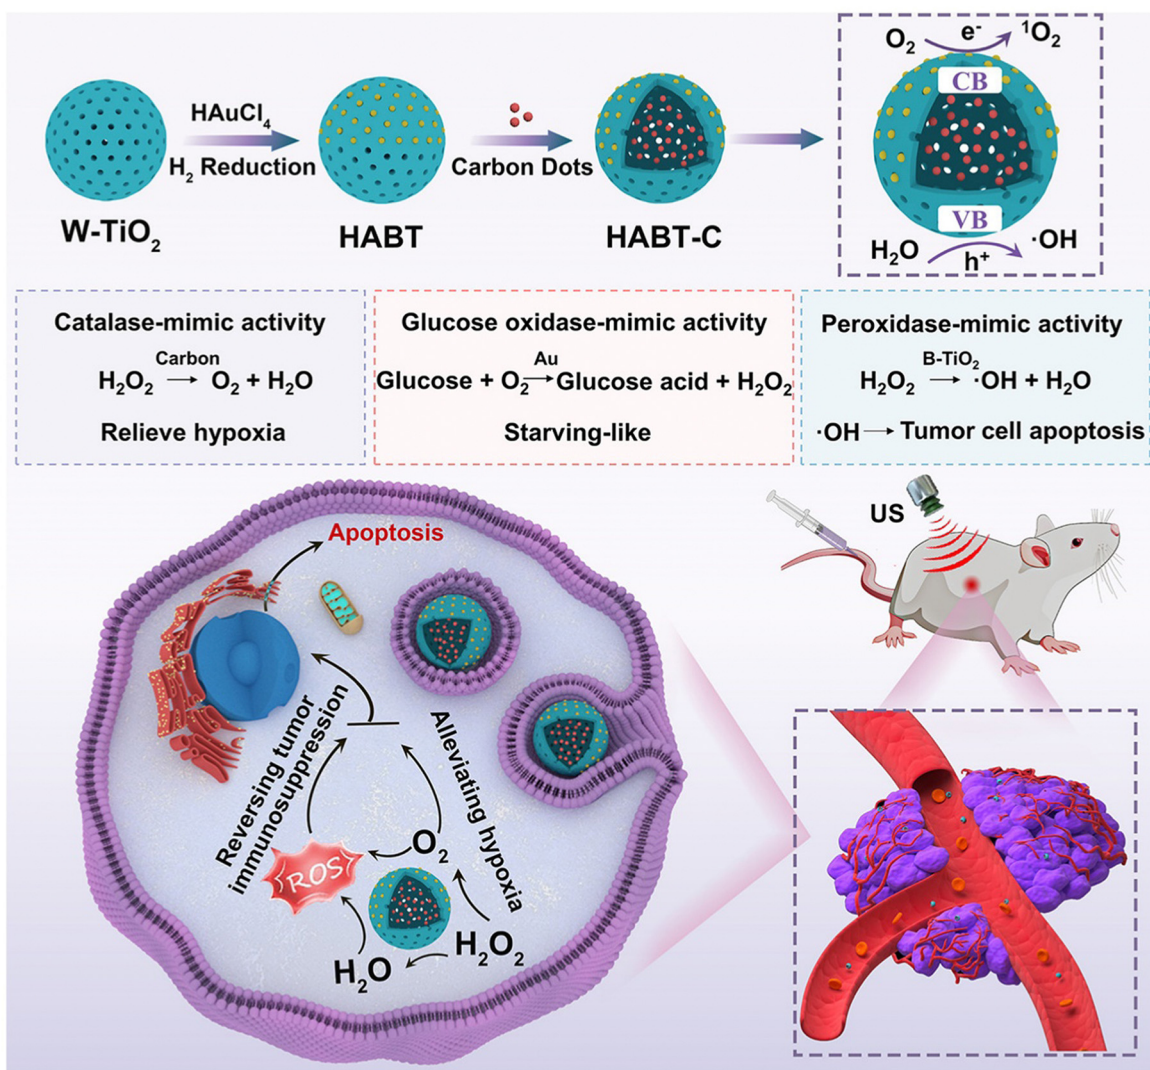 HAuCl₄
H₂ Reduction
Carbon Dots
W-TiO₂
HABT
HABT-C
O₂ e⁻ ¹O₂
CB
VB
H₂O h⁺ ·OH
Catalase-mimic activity
Carbon
H₂O₂ → O₂ + H₂O
Relieve hypoxia
Glucose oxidase-mimic activity
Au
Glucose + O₂→Glucose acid + H₂O₂
Starving-like
Peroxidase-mimic activity
B-TiO₂
H₂O₂ → ·OH + H₂O
·OH → Tumor cell apoptosis
Apoptosis
Reversing tumor
immunosuppression
Alleviating hypoxia
O₂
ROS
H₂O
H₂O₂
US